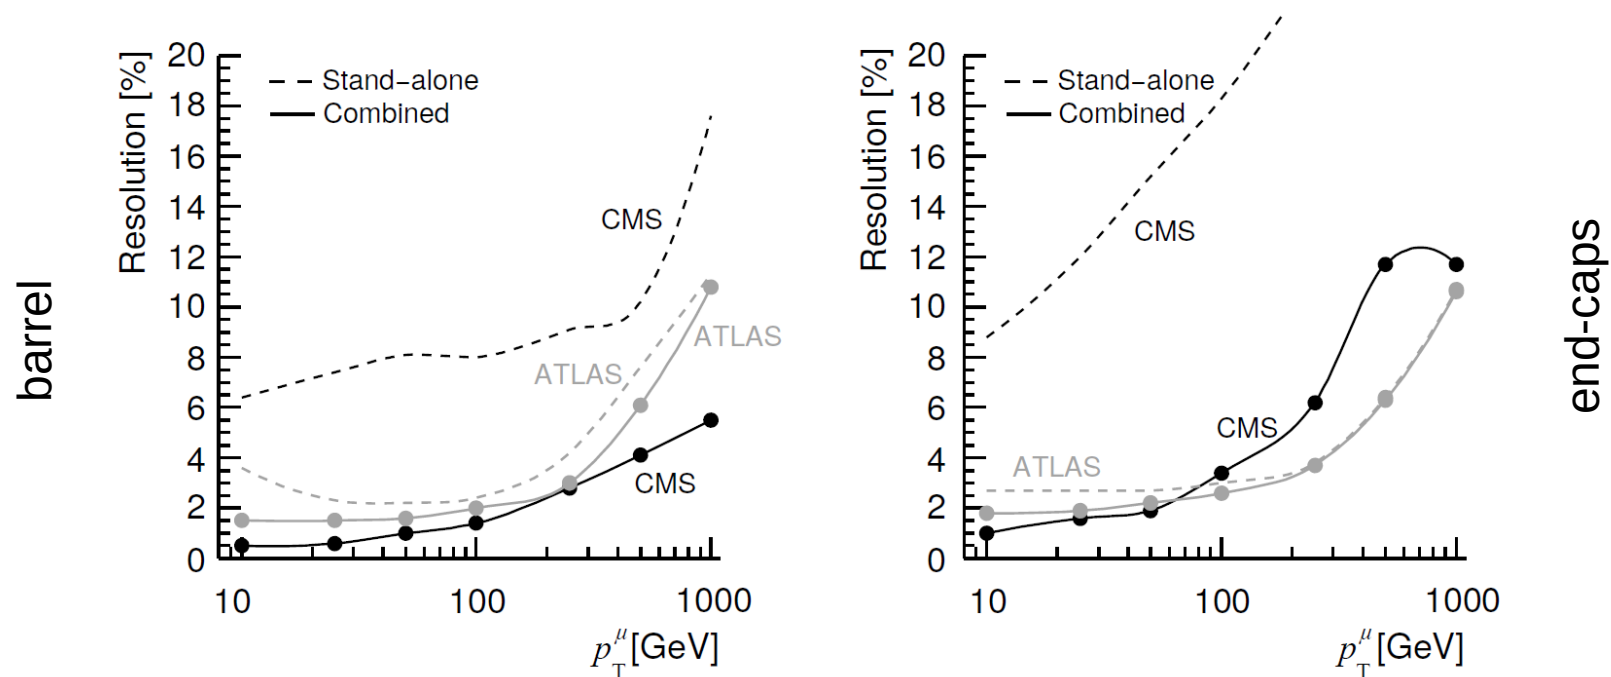 barrel
Resolution [%]
20
18
16
14
12
10
8
6
4
2
0
Stand-alone
Combined
CMS
ATLAS
ATLAS
CMS
10 100 1000
p_T^μ [GeV]
Resolution [%]
20
18
16
14
12
10
8
6
4
2
0
Stand-alone
Combined
CMS
CMS
ATLAS
10 100 1000
p_T^μ [GeV]
end-caps